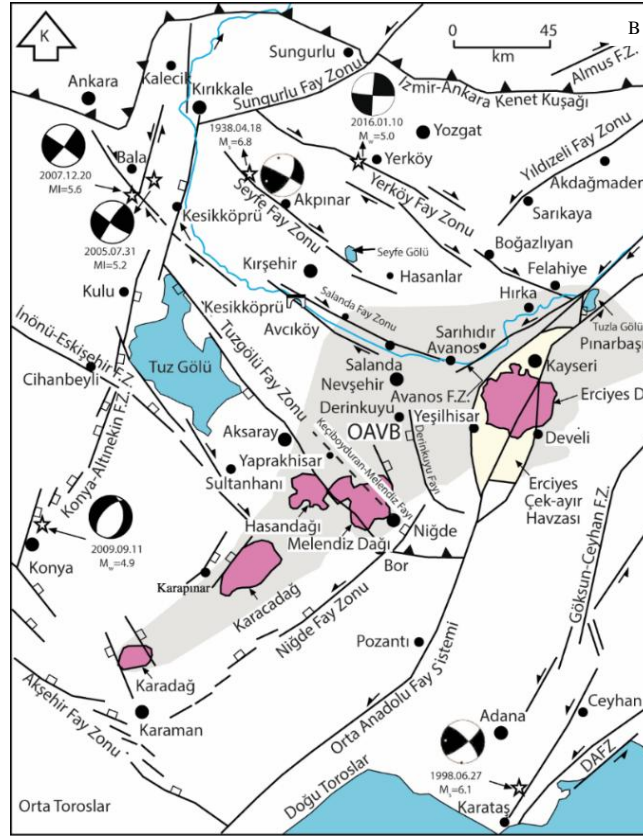 B
K
0 45
km
Sungurlu
Kalecik
Ankara
Kırıkkale
Sungurlu Fay Zonu
İzmir-Ankara Kenet Kuşağı
Almus F.Z.
2016.01.10
Mw=5.0
1938.04.18
Ms=6.8
Yozgat
Yerköy
Yıldızeli Fay Zonu
Akdağmaden
Bala
2007.12.20
Ml=5.6
Akpınar
Seyfe Fay Zonu
Yerköy Fay Zonu
Sarıkaya
Kesikköprü
2005.07.31
Ml=5.2
Seyfe Gölü
Boğazlıyan
Kırşehir
Hasanlar
Felahiye
Kulu
Kesikköprü
Salanda Fay Zonu
Hırka
Avcıköy
Sarıhıdır
Tuzla Gölü
Pınarbaşı
İnönü-Eskişehir F.Z.
Tuz Gölü
Tuzgölü Fay Zonu
Avanos
Salanda
Kayseri
Cihanbeyli
Nevşehir
Avanos F.Z.
Erciyes D
Derinkuyu
Yeşilhisar
Konya-Altınekin F.Z.
Aksaray
OAVB
Derinkuyu Fayı
Develi
Yaprakhisar
Keçiboyduran-Melendiz Fayı
Sultanhanı
Erciyes
Çek-ayır
Havzası
Hasandağı
Niğde
Melendiz Dağı
Göksun-Ceyhan F.Z.
2009.09.11
Mw=4.9
Konya
Bor
Karapınar
Karacadağ
Niğde Fay Zonu
Pozantı
Karadağ
Orta Anadolu Fay Sistemi
Akşehir Fay Zonu
Karaman
Adana
Ceyhan
1998.06.27
Ms=6.1
DAFZ
Doğu Toroslar
Orta Toroslar
Karataş